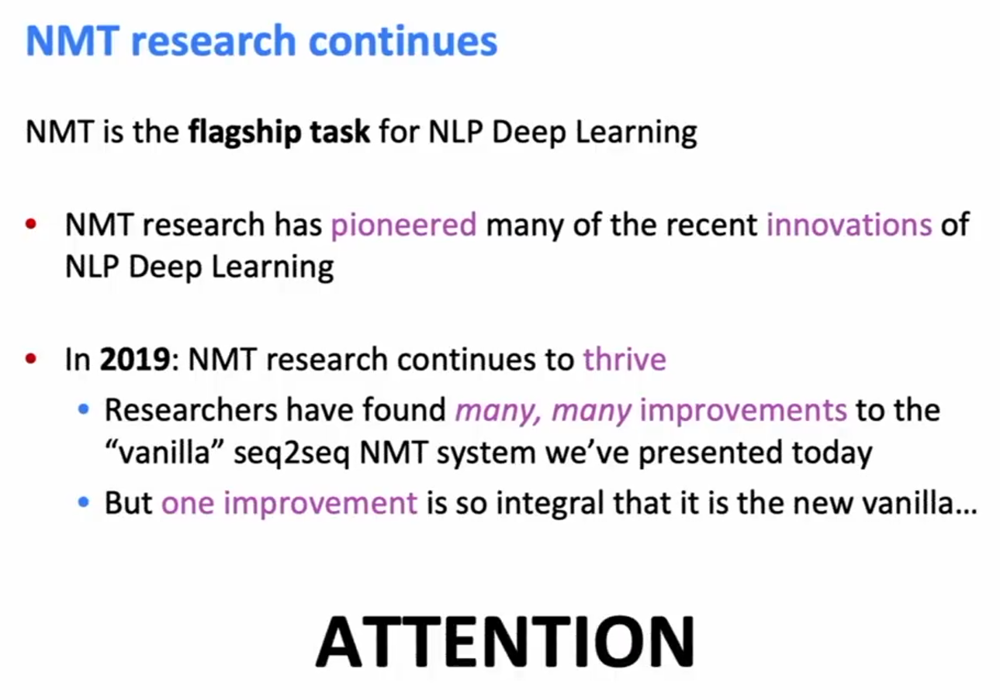 NMT research continues
NMT is the flagship task for NLP Deep Learning
• NMT research has pioneered many of the recent innovations of
NLP Deep Learning
• In 2019: NMT research continues to thrive
• Researchers have found many, many improvements to the
“vanilla” seq2seq NMT system we’ve presented today
• But one improvement is so integral that it is the new vanilla…
ATTENTION